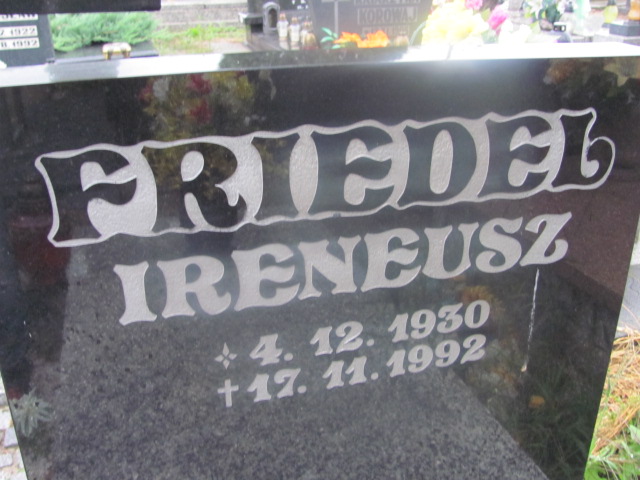 FRIEDEL
IRENEUSZ
✧ 4. 12. 1930
✝ 17. 11. 1992